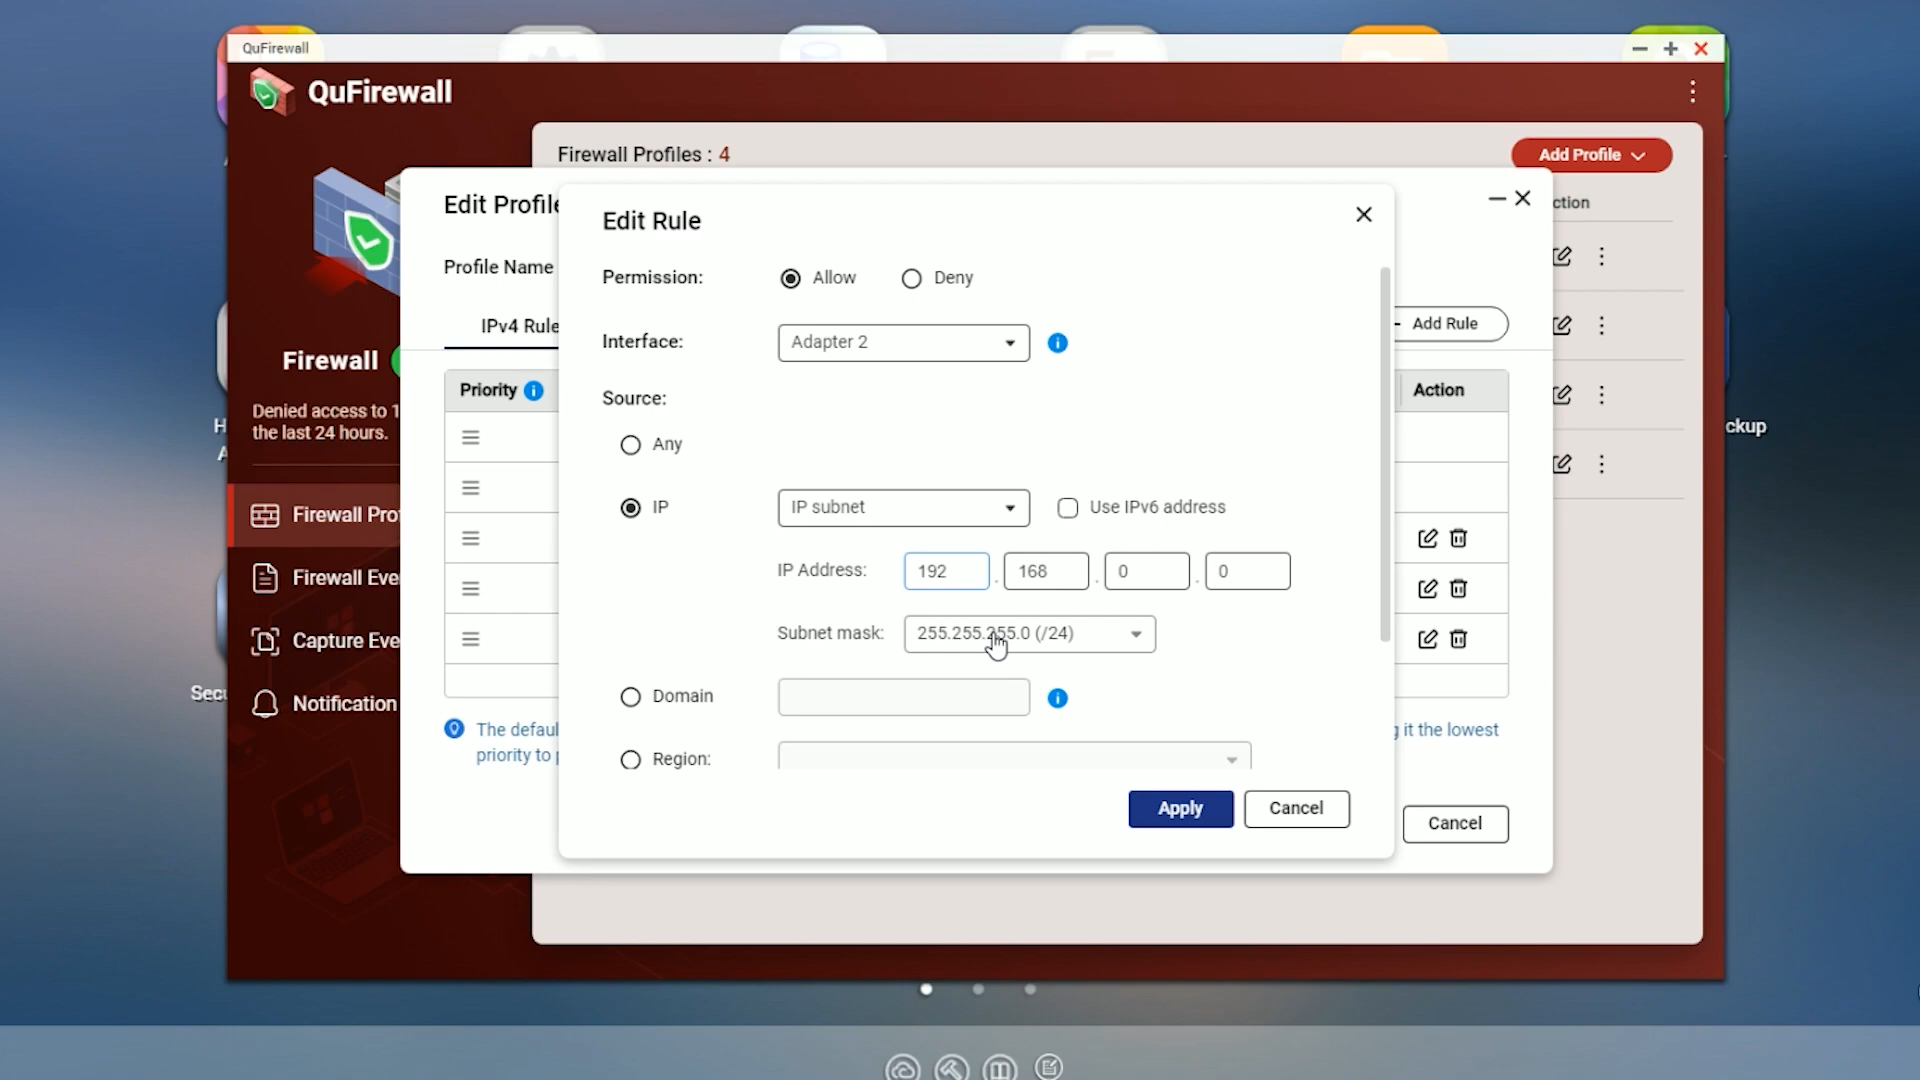 QuFirewall
QuFirewall
Firewall Profiles : 4
Add Profile
Edit Profile
ction
Edit Rule
Profile Name
Permission: Allow Deny
IPv4 Rule
Add Rule
Interface: Adapter 2
Firewall
Priority
Action
Source:
Denied access to 1
the last 24 hours.
Any
ckup
IP IP subnet Use IPv6 address
Firewall Prof
IP Address: 192 . 168 . 0 . 0
Firewall Eve
Subnet mask: 255.255.255.0 (/24)
Capture Eve
Secu
Domain
Notification
The defaul
g it the lowest
priority to p
Region:
Apply
Cancel
Cancel